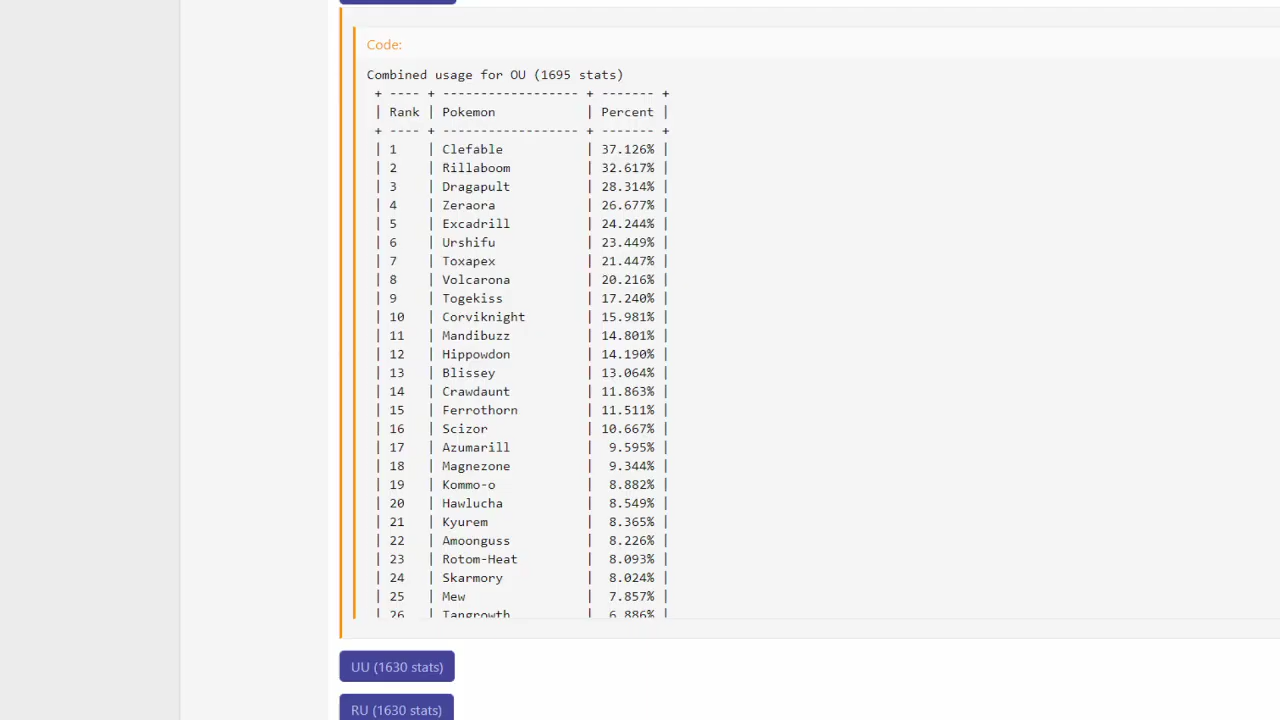 Code:
Combined usage for OU (1695 stats)
+ ---- + ------------------ + ------- +
| Rank | Pokemon            | Percent |
+ ---- + ------------------ + ------- +
| 1    | Clefable           | 37.126% |
| 2    | Rillaboom          | 32.617% |
| 3    | Dragapult          | 28.314% |
| 4    | Zeraora            | 26.677% |
| 5    | Excadrill          | 24.244% |
| 6    | Urshifu            | 23.449% |
| 7    | Toxapex            | 21.447% |
| 8    | Volcarona          | 20.216% |
| 9    | Togekiss           | 17.240% |
| 10   | Corviknight        | 15.981% |
| 11   | Mandibuzz          | 14.801% |
| 12   | Hippowdon          | 14.190% |
| 13   | Blissey            | 13.064% |
| 14   | Crawdaunt          | 11.863% |
| 15   | Ferrothorn         | 11.511% |
| 16   | Scizor             | 10.667% |
| 17   | Azumarill          |  9.595% |
| 18   | Magnezone          |  9.344% |
| 19   | Kommo-o            |  8.882% |
| 20   | Hawlucha           |  8.549% |
| 21   | Kyurem             |  8.365% |
| 22   | Amoonguss          |  8.226% |
| 23   | Rotom-Heat         |  8.093% |
| 24   | Skarmory           |  8.024% |
| 25   | Mew                |  7.857% |
| 26   | Tangrowth          |  6.886% |
UU (1630 stats)
RU (1630 stats)